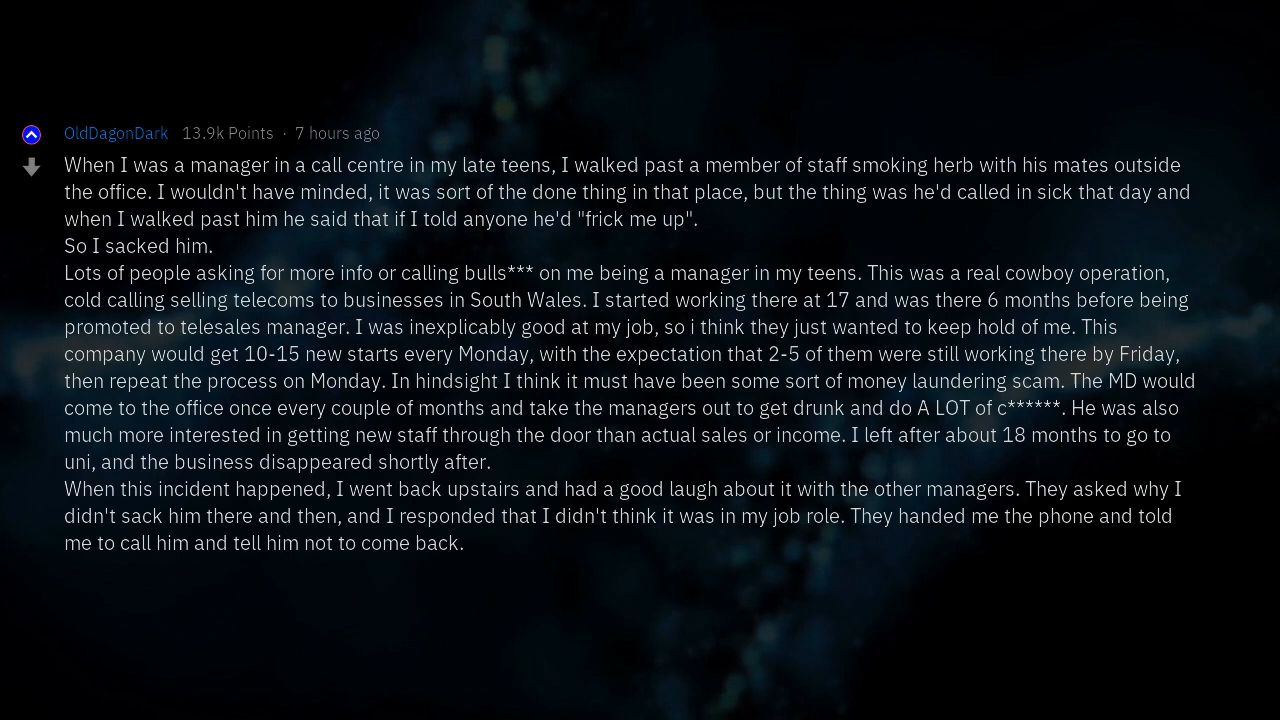 OldDagonDark 13.9k Points · 7 hours ago
When I was a manager in a call centre in my late teens, I walked past a member of staff smoking herb with his mates outside
the office. I wouldn't have minded, it was sort of the done thing in that place, but the thing was he'd called in sick that day and
when I walked past him he said that if I told anyone he'd "frick me up".
So I sacked him.
Lots of people asking for more info or calling bulls*** on me being a manager in my teens. This was a real cowboy operation,
cold calling selling telecoms to businesses in South Wales. I started working there at 17 and was there 6 months before being
promoted to telesales manager. I was inexplicably good at my job, so i think they just wanted to keep hold of me. This
company would get 10-15 new starts every Monday, with the expectation that 2-5 of them were still working there by Friday,
then repeat the process on Monday. In hindsight I think it must have been some sort of money laundering scam. The MD would
come to the office once every couple of months and take the managers out to get drunk and do A LOT of c******. He was also
much more interested in getting new staff through the door than actual sales or income. I left after about 18 months to go to
uni, and the business disappeared shortly after.
When this incident happened, I went back upstairs and had a good laugh about it with the other managers. They asked why I
didn't sack him there and then, and I responded that I didn't think it was in my job role. They handed me the phone and told
me to call him and tell him not to come back.